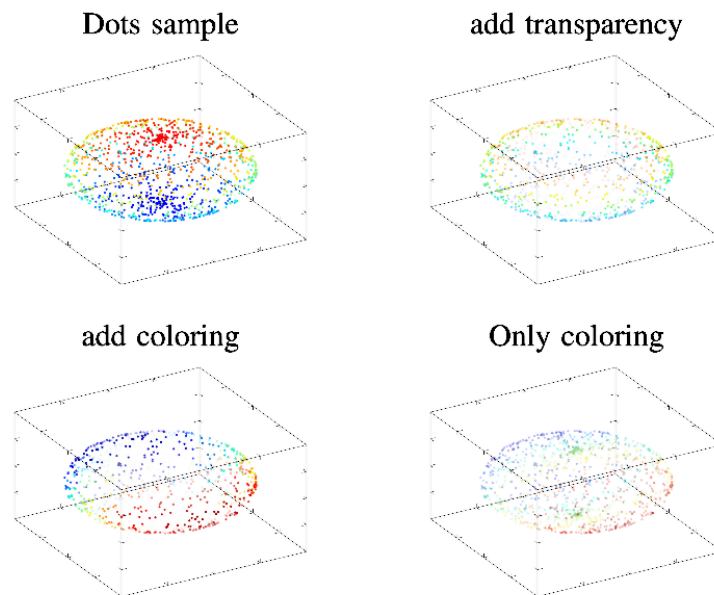 Dots sample
add transparency
add coloring
Only coloring